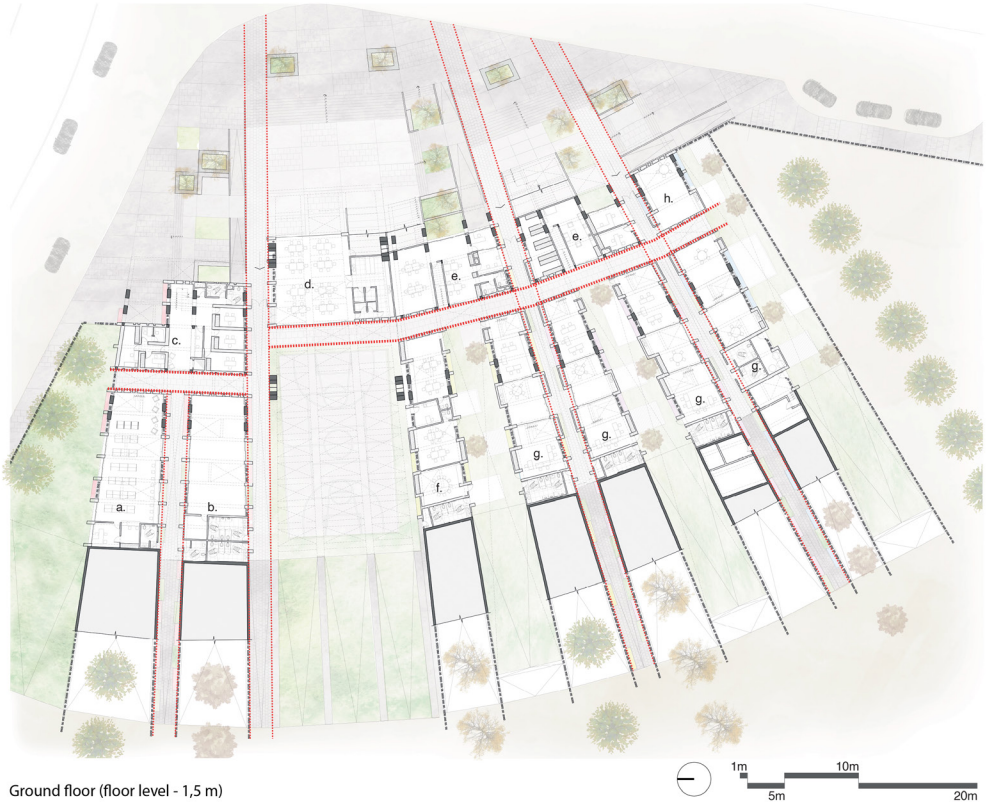 h.
e.
e.
d.
c.
g.
g.
g.
g.
f.
a.
b.
Ground floor (floor level - 1,5 m)
1m
10m
5m
20m